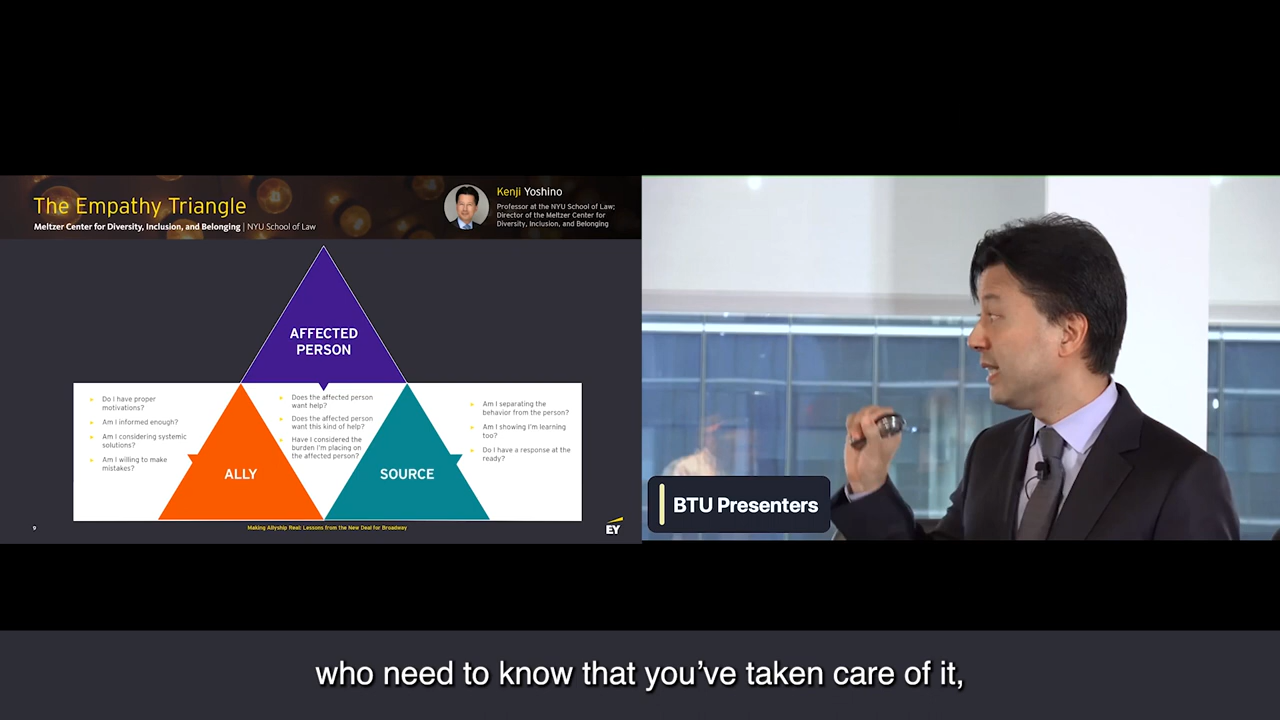 The Empathy Triangle
Meltzer Center for Diversity, Inclusion, and Belonging | NYU School of Law
Kenji Yoshino
Professor at the NYU School of Law;
Director of the Meltzer Center for
Diversity, Inclusion, and Belonging
AFFECTED
PERSON
Do I have proper
motivations?
Am I informed enough?
Am I considering systemic
solutions?
Am I willing to make
mistakes?
ALLY
Does the affected person
want help?
Does the affected person
want this kind of help?
Have I considered the
burden I'm placing on
the affected person?
SOURCE
Am I separating the
behavior from the person?
Am I showing I'm learning
too?
Do I have a response at the
ready?
9
Making Allyship Real: Lessons from the New Deal for Broadway
EY
BTU Presenters
who need to know that you've taken care of it,